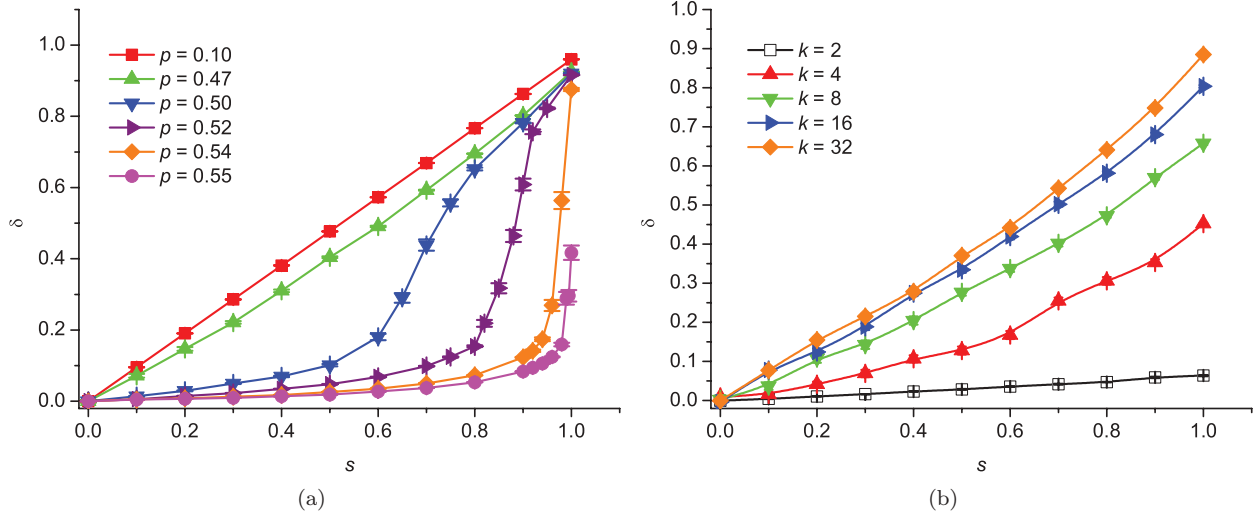 1.0
0.8
0.6
0.4
0.2
0.0
δ
p = 0.10
p = 0.47
p = 0.50
p = 0.52
p = 0.54
p = 0.55
0.0 0.2 0.4 0.6 0.8 1.0
s
(a)
1.0
0.9
0.8
0.7
0.6
0.5
0.4
0.3
0.2
0.1
0.0
δ
k = 2
k = 4
k = 8
k = 16
k = 32
0.0 0.2 0.4 0.6 0.8 1.0
s
(b)